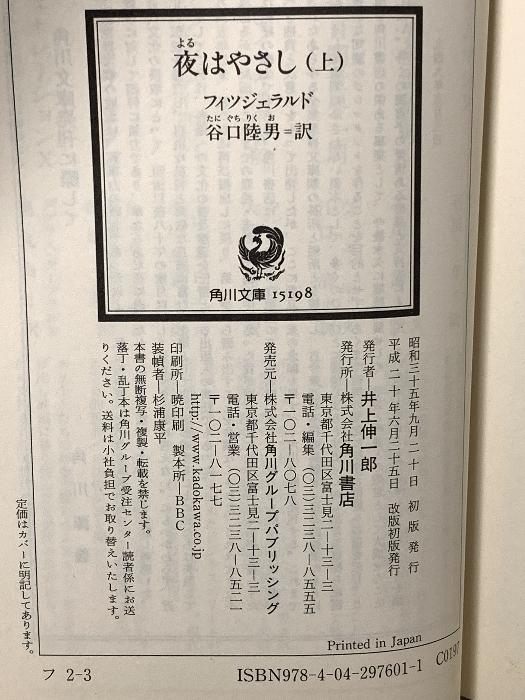 よる
夜はやさし（上）
フィツジェラルド
たに ぐち りく お
谷口陸男＝訳
角川文庫 15198
昭和三十五年九月二十日 初版発行
平成二十年六月二十五日 改版初版発行
発行者―井上伸一郎
発行所―株式会社角川書店
東京都千代田区富士見二―十三―三
電話・編集（〇三）三二三八―八五五五
〒一〇二―八〇七八
発売元―株式会社角川グループパブリッシング
東京都千代田区富士見二―十三―三
電話・営業（〇三）三二三八―八五二一
〒一〇二―八一七七
http://www.kadokawa.co.jp
印刷所―暁印刷 製本所―BBC
装幀者―杉浦康平
本書の無断複写・複製・転載を禁じます。
落丁・乱丁本は角川グループ受注センター読者係にお送
りください。送料は小社負担でお取り替えいたします。
定価はカバーに明記してあります。
Printed in Japan
フ 2-3
ISBN978-4-04-297601-1
C0197